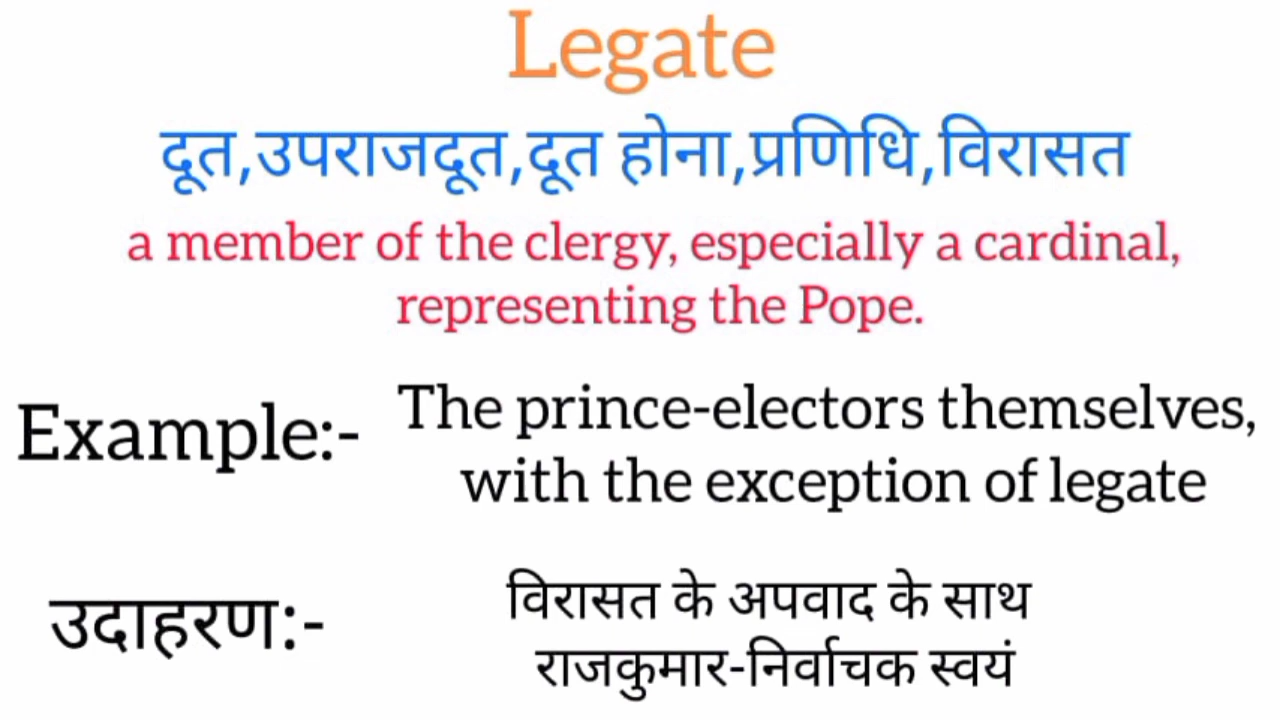 Legate
दूत,उपराजदूत,दूत होना,प्रणिधि,विरासत
a member of the clergy, especially a cardinal,
representing the Pope.
Example:- The prince-electors themselves,
with the exception of legate
उदाहरण:- विरासत के अपवाद के साथ
राजकुमार-निर्वाचक स्वयं